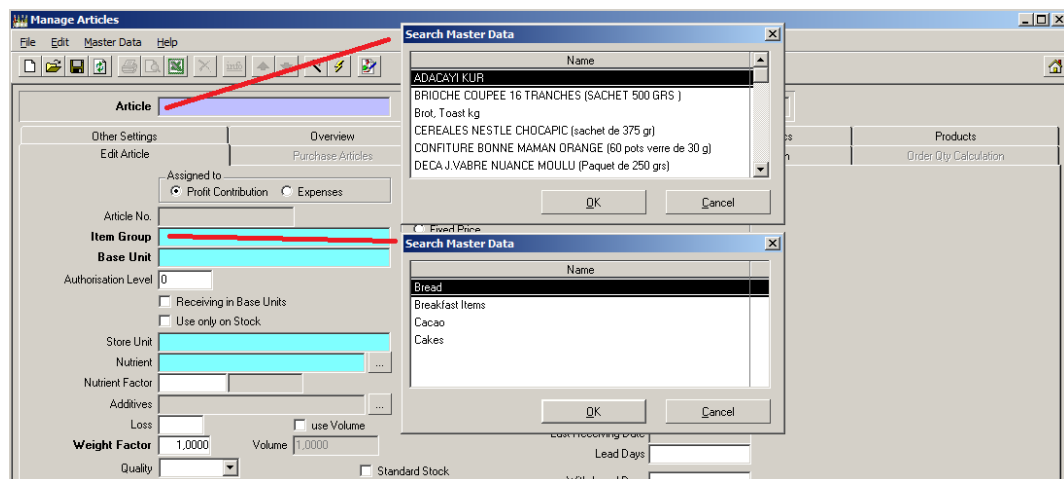 Manage Articles
File Edit Master Data Help
Article
Other Settings Overview Products
Edit Article Purchase Articles Order Qty Calculation
Assigned to
Profit Contribution Expenses
Article No.
Item Group
Base Unit
Authorisation Level 0
Receiving in Base Units
Use only on Stock
Store Unit
Nutrient ...
Nutrient Factor
Additives ...
Loss use Volume
Weight Factor 1,0000 Volume 1,0000
Quality Standard Stock
Search Master Data
Name
ADACAYI KUR
BRIOCHE COUPEE 16 TRANCHES (SACHET 500 GRS )
Brot, Toast kg
CEREALES NESTLE CHOCAPIC (sachet de 375 gr)
CONFITURE BONNE MAMAN ORANGE (60 pots verre de 30 g)
DECA J.VABRE NUANCE MOULU (Paquet de 250 grs)
OK Cancel
Fixed Price
Search Master Data
Name
Bread
Breakfast Items
Cacao
Cakes
OK Cancel
Last Receiving Date
Lead Days